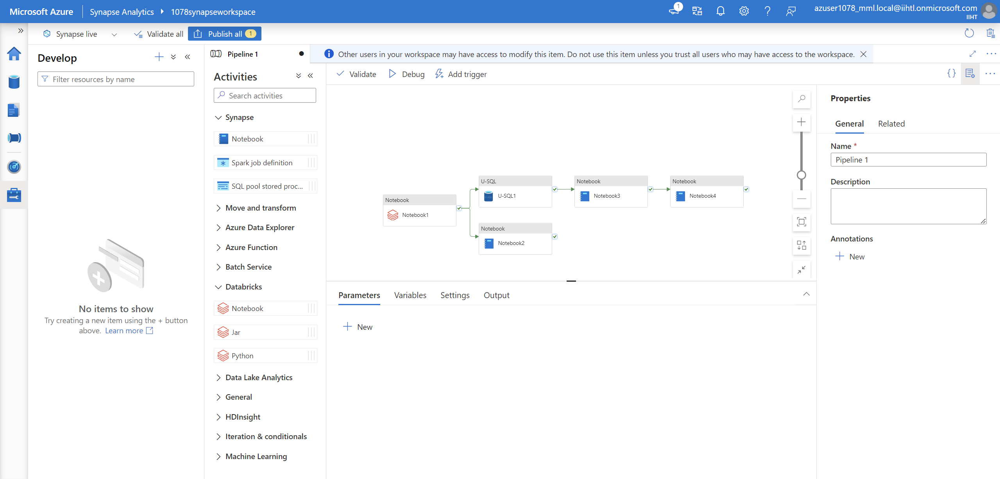 Microsoft Azure
Synapse Analytics
1078synapseworkspace
1
azuser1078_mml.local@iihtl.onmicrosoft.com
IIHT
Synapse live
Validate all
Publish all 1
Develop
Filter resources by name
No items to show
Try creating a new item using the + button
above. Learn more
Pipeline 1
Other users in your workspace may have access to modify this item. Do not use this item unless you trust all users who may have access to the workspace.
Activities
Search activities
Synapse
Notebook
Spark job definition
SQL pool stored proc...
Move and transform
Azure Data Explorer
Azure Function
Batch Service
Databricks
Notebook
Jar
Python
Data Lake Analytics
General
HDInsight
Iteration & conditionals
Machine Learning
Validate
Debug
Add trigger
Notebook
Notebook1
U-SQL
U-SQL1
Notebook
Notebook2
Notebook
Notebook3
Notebook
Notebook4
Parameters
Variables
Settings
Output
New
Properties
General
Related
Name *
Pipeline 1
Description
Annotations
New